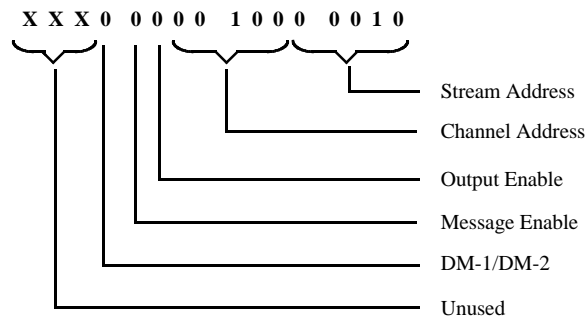 X X X 0 0 0 0 0 1 0 0 0 0 0 1 0
Stream Address
Channel Address
Output Enable
Message Enable
DM-1/DM-2
Unused